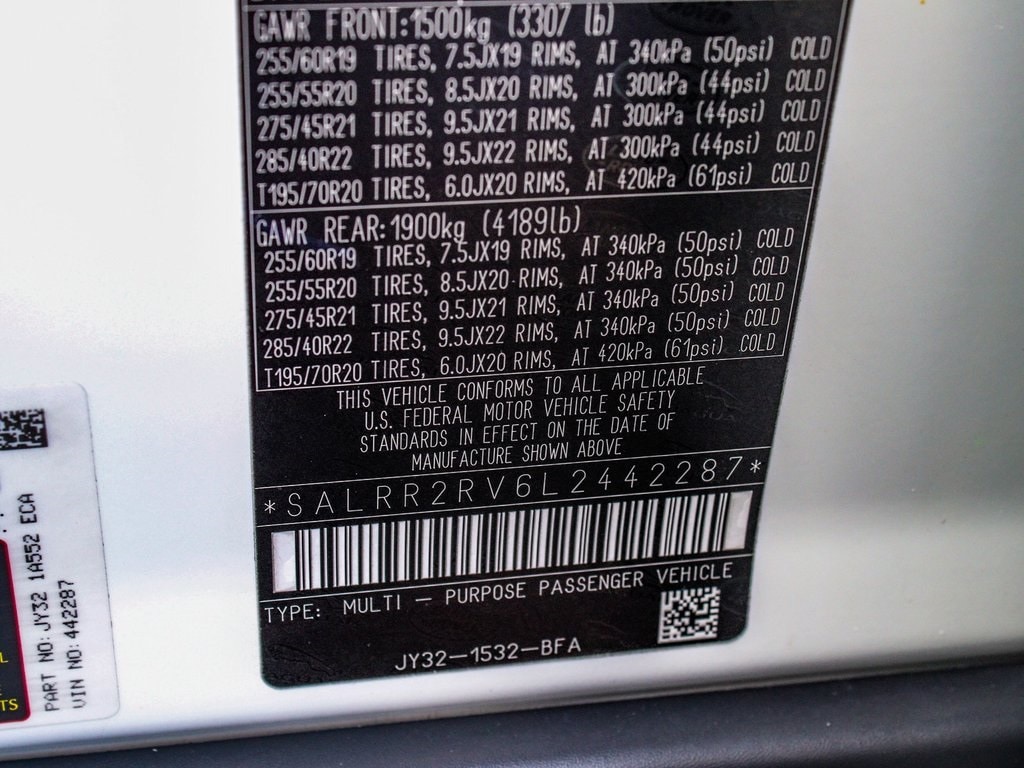 GAWR FRONT:1500kg (3307 lb)
255/60R19 TIRES, 7.5JX19 RIMS, AT 340kPa (50psi) COLD
255/55R20 TIRES, 8.5JX20 RIMS, AT 300kPa (44psi) COLD
275/45R21 TIRES, 9.5JX21 RIMS, AT 300kPa (44psi) COLD
285/40R22 TIRES, 9.5JX22 RIMS, AT 300kPa (44psi) COLD
T195/70R20 TIRES, 6.0JX20 RIMS, AT 420kPa (61psi) COLD
GAWR REAR:1900kg (4189lb)
255/60R19 TIRES, 7.5JX19 RIMS, AT 340kPa (50psi) COLD
255/55R20 TIRES, 8.5JX20 RIMS, AT 340kPa (50psi) COLD
275/45R21 TIRES, 9.5JX21 RIMS, AT 340kPa (50psi) COLD
285/40R22 TIRES, 9.5JX22 RIMS, AT 340kPa (50psi) COLD
T195/70R20 TIRES, 6.0JX20 RIMS, AT 420kPa (61psi) COLD
THIS VEHICLE CONFORMS TO ALL APPLICABLE
U.S. FEDERAL MOTOR VEHICLE SAFETY
STANDARDS IN EFFECT ON THE DATE OF
MANUFACTURE SHOWN ABOVE
*SALRR2RV6L2442287*
TYPE: MULTI – PURPOSE PASSENGER VEHICLE
JY32–1532–BFA
PART NO:JY32 1A552 ECA
VIN NO:442287